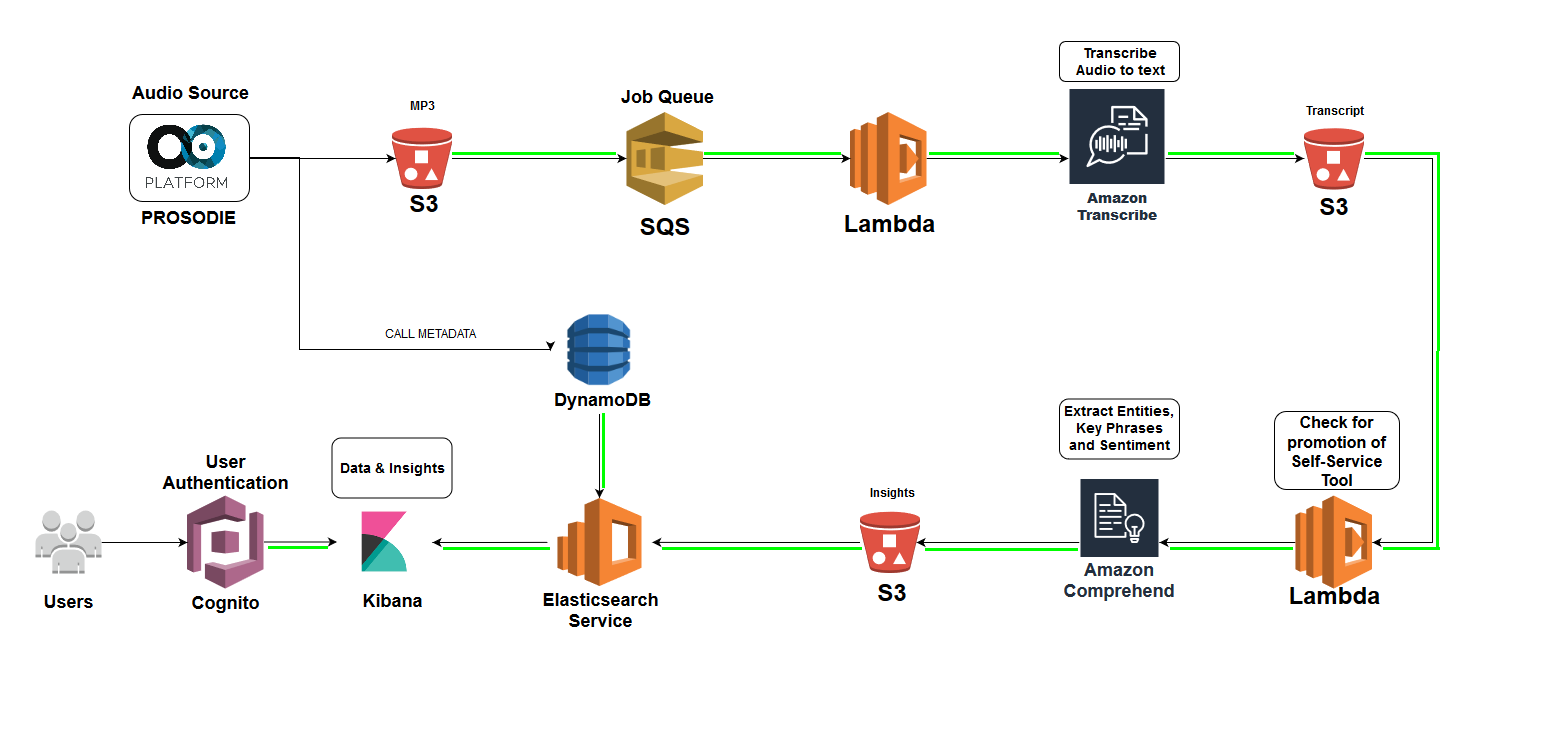 Transcribe
Audio to text
Audio Source
MP3
Job Queue
Transcript
PLATFORM
PROSODIE
S3
SQS
Lambda
Amazon
Transcribe
S3
CALL METADATA
DynamoDB
Extract Entities,
Key Phrases
and Sentiment
Check for
promotion of
Self-Service
Tool
User
Authentication
Data & Insights
Insights
Users
Cognito
Kibana
Elasticsearch
Service
S3
Amazon
Comprehend
Lambda